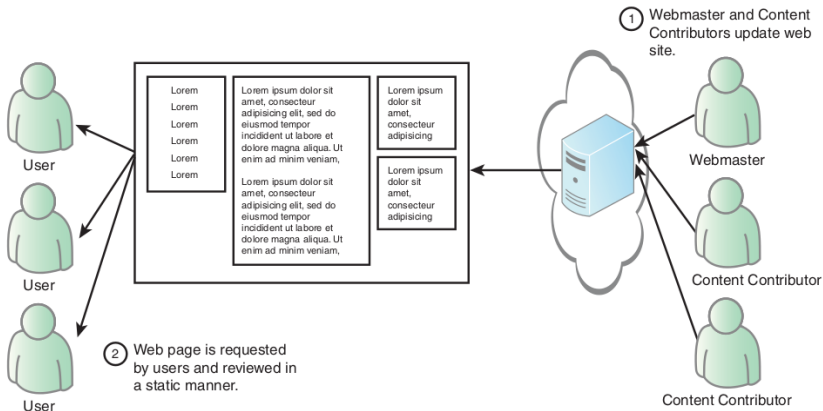 1 Webmaster and Content
Contributors update web
site.
Lorem
Lorem
Lorem
Lorem
Lorem
Lorem
Lorem ipsum dolor sit
amet, consecteur
adipisicing elit, sed do
eiusmod tempor
incidident ut labore et
dolore magna aliqua. Ut
enim ad minim veniam,
Lorem ipsum dolor sit
amet, consecteur
adipisicing elit, sed do
eiusmod tempor
incididunt ut labore et
dolore magna aliqua. Ut
enim ad minim veniam,
Lorem ipsum
dolor sit
amet,
consecteur
adipisicing
Lorem ipsum
dolor sit
amet,
consecteur
adipisicing
User
User
User
Webmaster
Content Contributor
Content Contributor
2 Web page is requested
by users and reviewed in
a static manner.